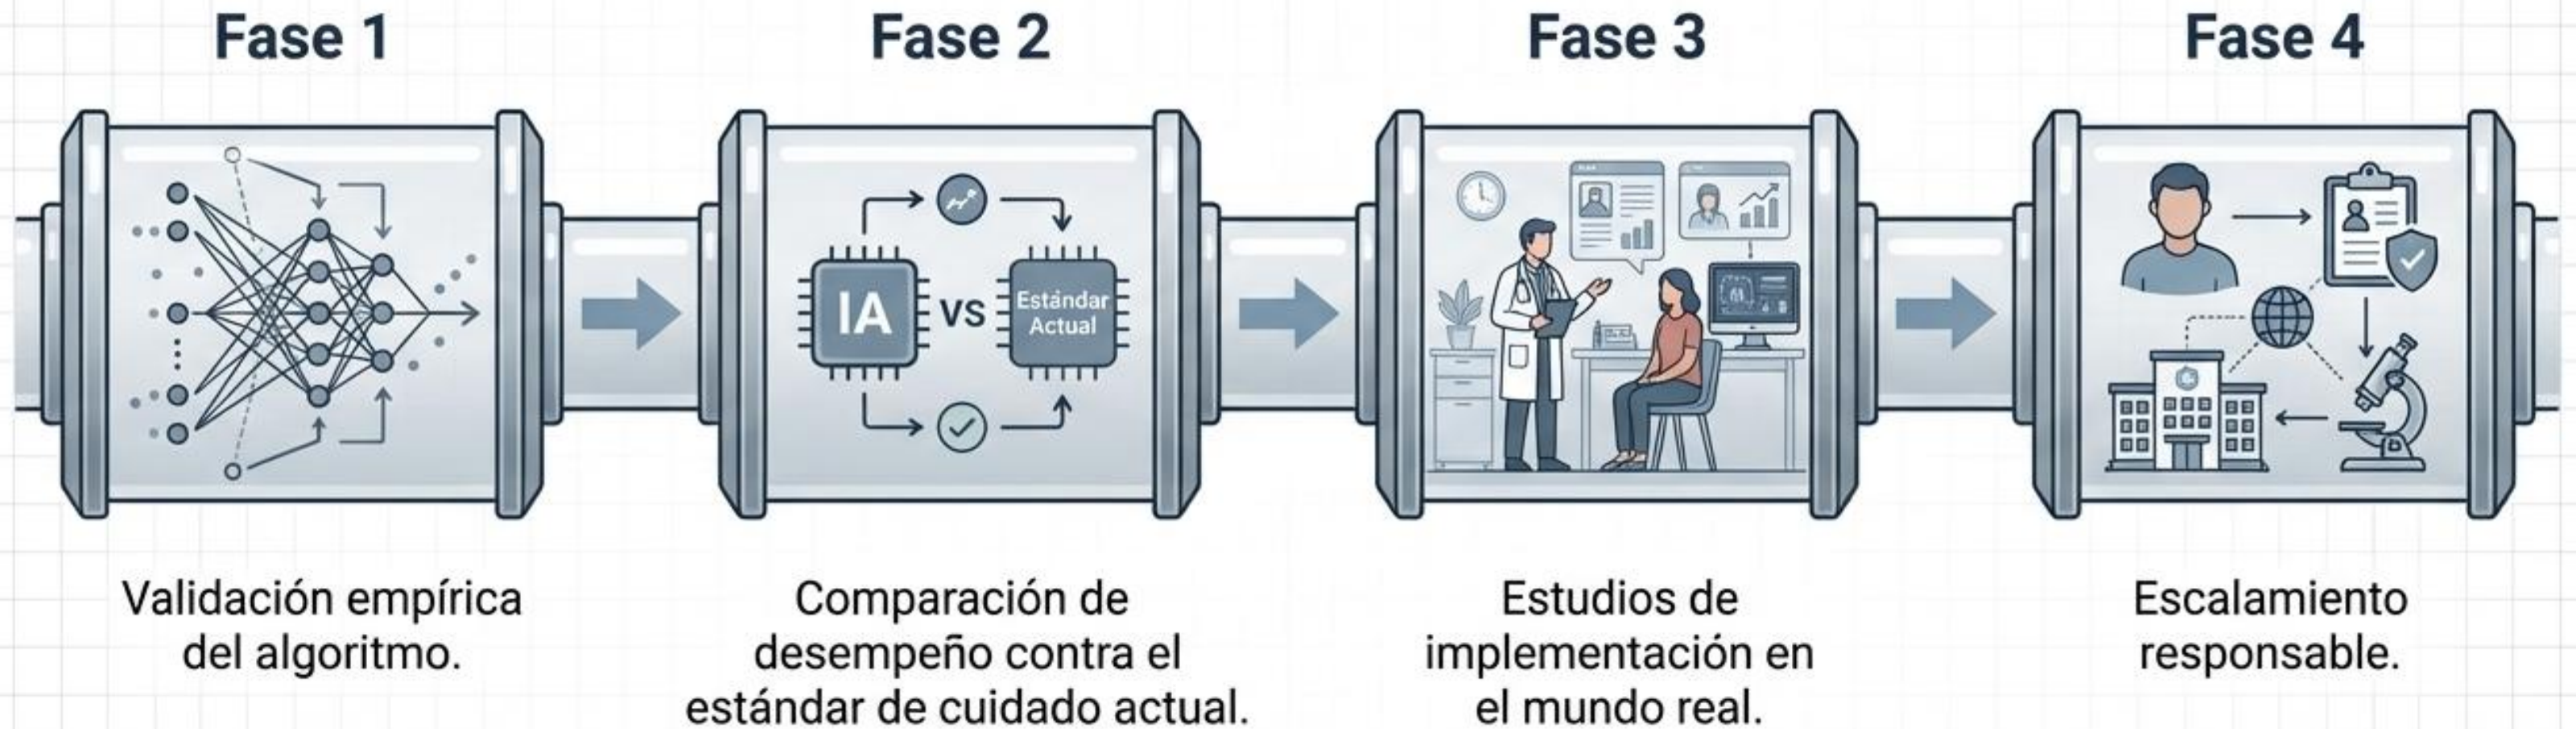 Fase 1
Fase 2
Fase 3
Fase 4
IA
VS
Estándar
Actual
Validación empírica
del algoritmo.
Comparación de
desempeño contra el
estándar de cuidado actual.
Estudios de
implementación en
el mundo real.
Escalamiento
responsable.